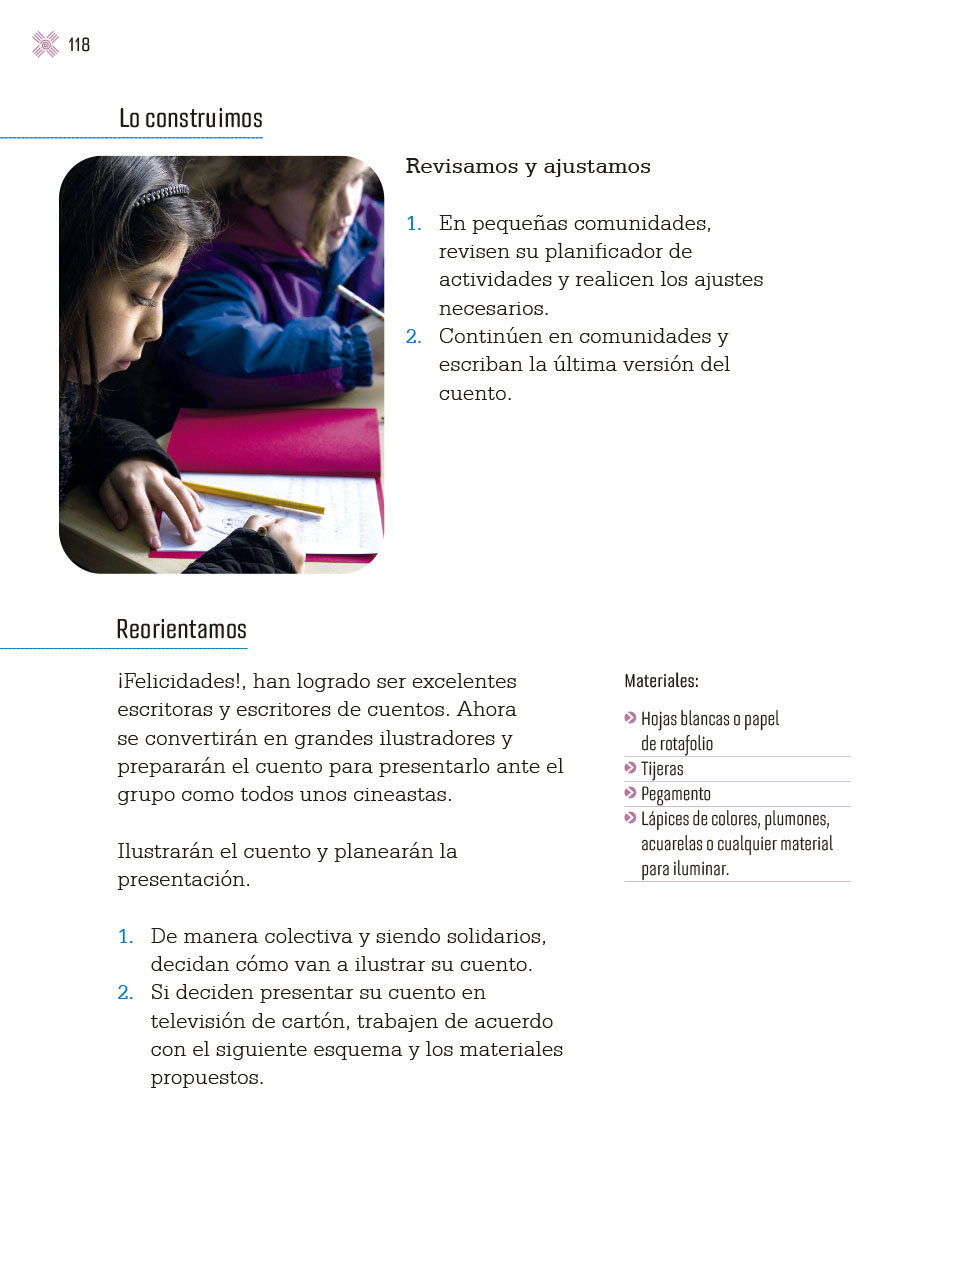 118
Lo construimos
Revisamos y ajustamos
1. En pequeñas comunidades,
revisen su planificador de
actividades y realicen los ajustes
necesarios.
2. Continúen en comunidades y
escriban la última versión del
cuento.
Reorientamos
¡Felicidades!, han logrado ser excelentes
escritoras y escritores de cuentos. Ahora
se convertirán en grandes ilustradores y
prepararán el cuento para presentarlo ante el
grupo como todos unos cineastas.
Ilustrarán el cuento y planearán la
presentación.
1. De manera colectiva y siendo solidarios,
decidan cómo van a ilustrar su cuento.
2. Si deciden presentar su cuento en
televisión de cartón, trabajen de acuerdo
con el siguiente esquema y los materiales
propuestos.
Materiales:
Hojas blancas o papel
de rotafolio
Tijeras
Pegamento
Lápices de colores, plumones,
acuarelas o cualquier material
para iluminar.